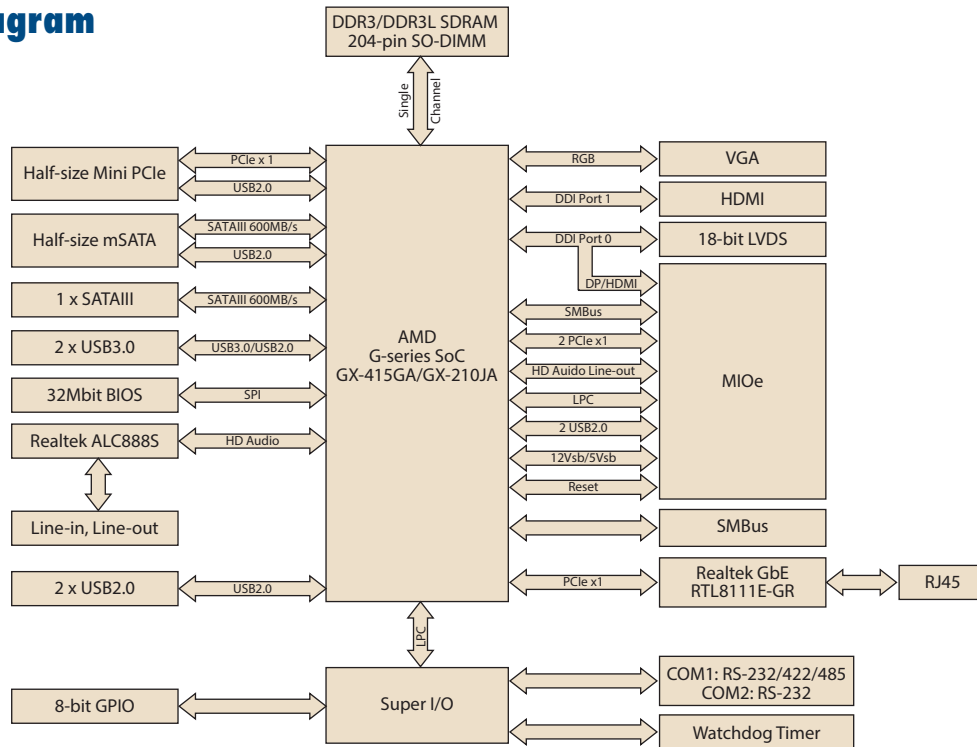 agram
DDR3/DDR3L SDRAM
204-pin SO-DIMM
Single
Channel
Half-size Mini PCIe
PCIe x 1
USB2.0
Half-size mSATA
SATAIII 600MB/s
USB2.0
1 x SATAIII
SATAIII 600MB/s
2 x USB3.0
USB3.0/USB2.0
32Mbit BIOS
SPI
Realtek ALC888S
HD Audio
Line-in, Line-out
2 x USB2.0
USB2.0
AMD
G-series SoC
GX-415GA/GX-210JA
RGB
VGA
DDI Port 1
HDMI
DDI Port 0
18-bit LVDS
DP/HDMI
SMBus
2 PCIe x1
HD Auido Line-out
LPC
2 USB2.0
12Vsb/5Vsb
Reset
MIOe
SMBus
PCIe x1
Realtek GbE
RTL8111E-GR
RJ45
LPC
8-bit GPIO
Super I/O
COM1: RS-232/422/485
COM2: RS-232
Watchdog Timer